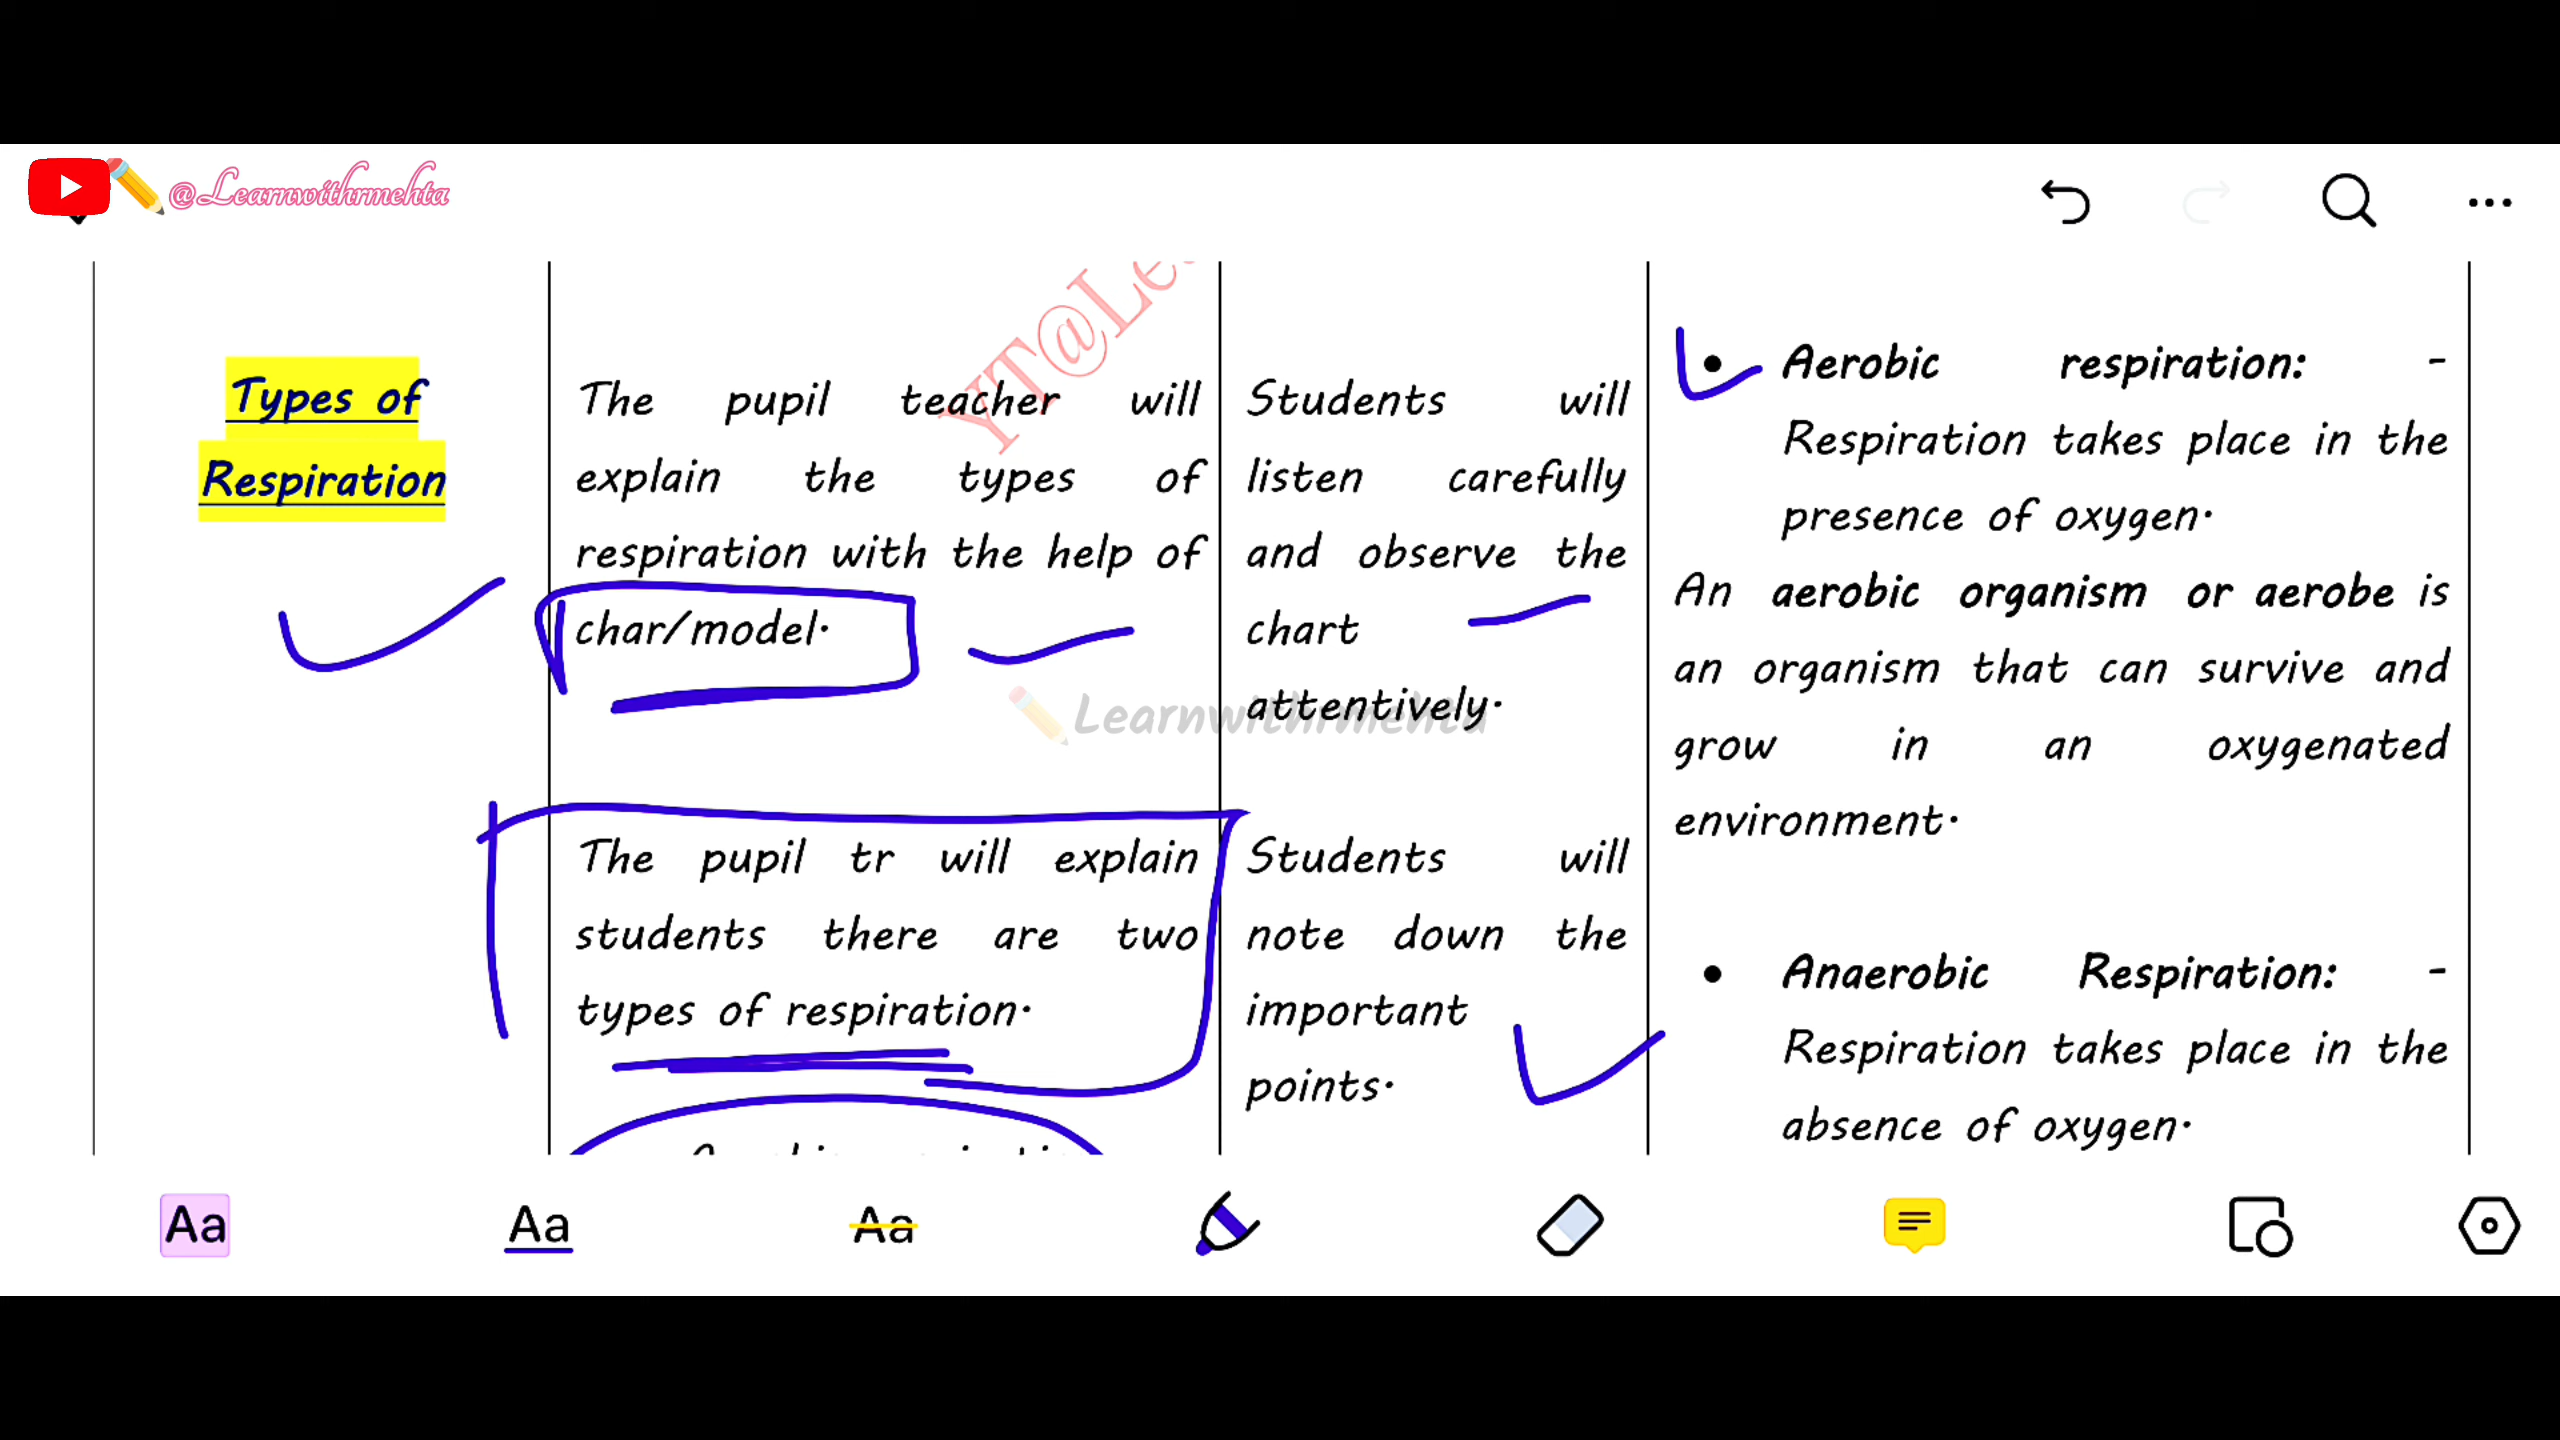 @Learnwithrmehta
YT@Le
Types of
Respiration
The pupil teacher will
explain the types of
respiration with the help of
char/model.
The pupil tr will explain
students there are two
types of respiration.
Students will
listen carefully
and observe the
chart
attentively.
Learnwithrmehta
Students will
note down the
important
points.
• Aerobic respiration: -
Respiration takes place in the
presence of oxygen.
An aerobic organism or aerobe is
an organism that can survive and
grow in an oxygenated
environment.
• Anaerobic Respiration: -
Respiration takes place in the
absence of oxygen.
Aa
Aa
Aa